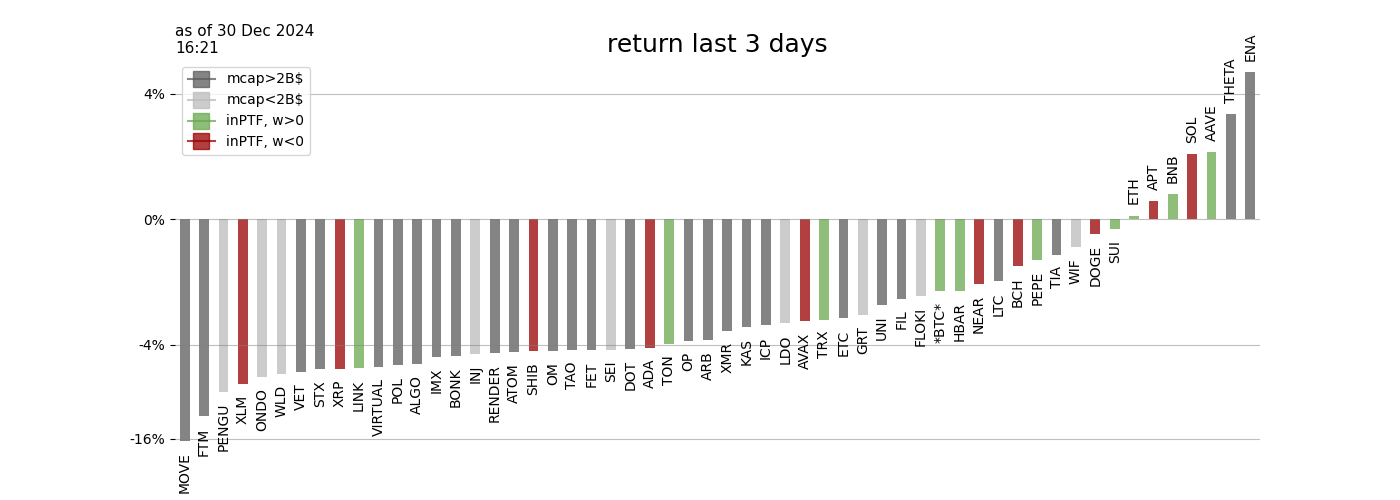 as of 30 Dec 2024
16:21
return last 3 days
mcap>2B$
mcap<2B$
inPTF, w>0
inPTF, w<0
4%
0%
-4%
-16%
MOVE
FTM
PENGU
XLM
ONDO
WLD
VET
STX
XRP
LINK
VIRTUAL
POL
ALGO
IMX
BONK
INJ
RENDER
ATOM
SHIB
OM
TAO
FET
SEI
DOT
ADA
TON
OP
ARB
XMR
KAS
ICP
LDO
AVAX
TRX
ETC
GRT
UNI
FIL
FLOKI
*BTC*
HBAR
NEAR
LTC
BCH
PEPE
TIA
WIF
DOGE
SUI
ETH
APT
BNB
SOL
AAVE
THETA
ENA